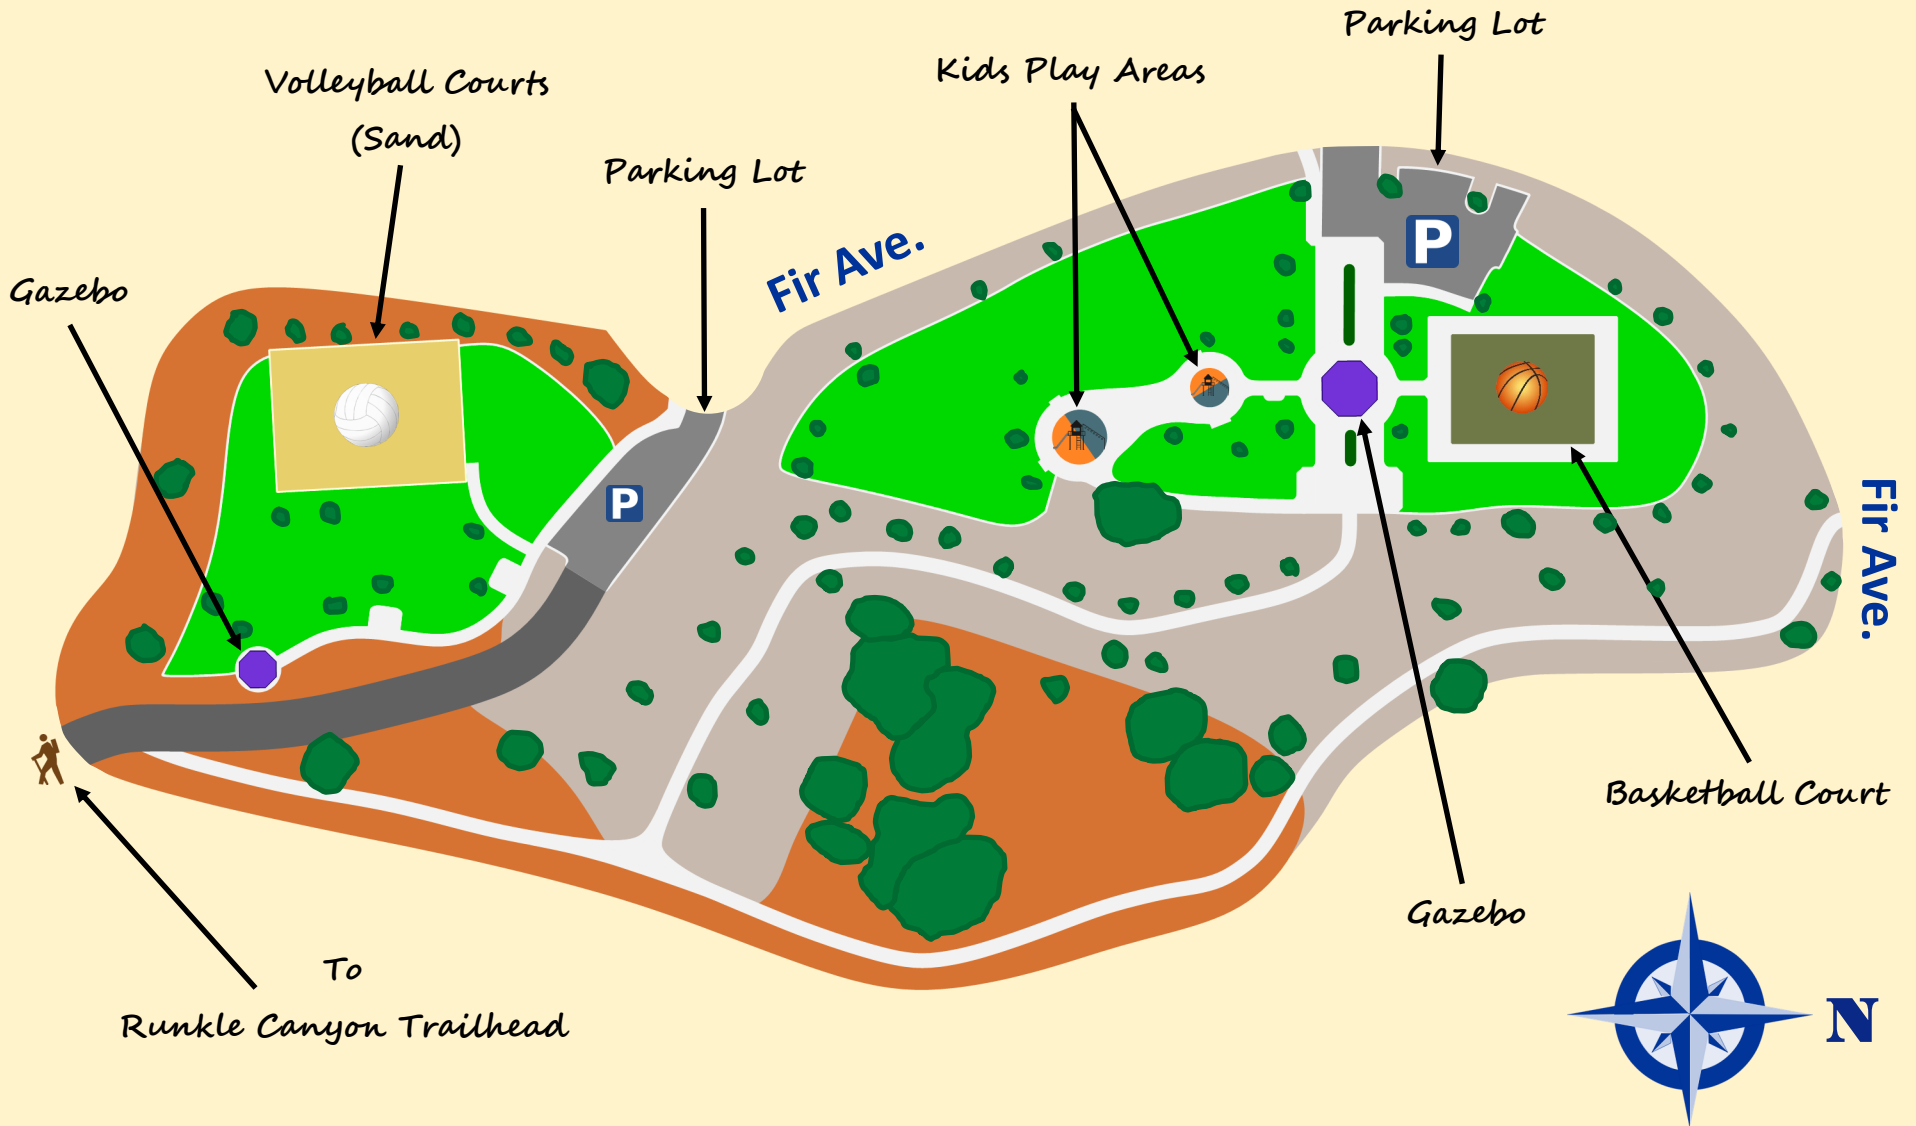 Parking Lot
Kids Play Areas
Volleyball Courts
(Sand)
Parking Lot
Fir Ave.
Gazebo
P
P
Fir Ave.
Basketball Court
Gazebo
To
Runkle Canyon Trailhead
N